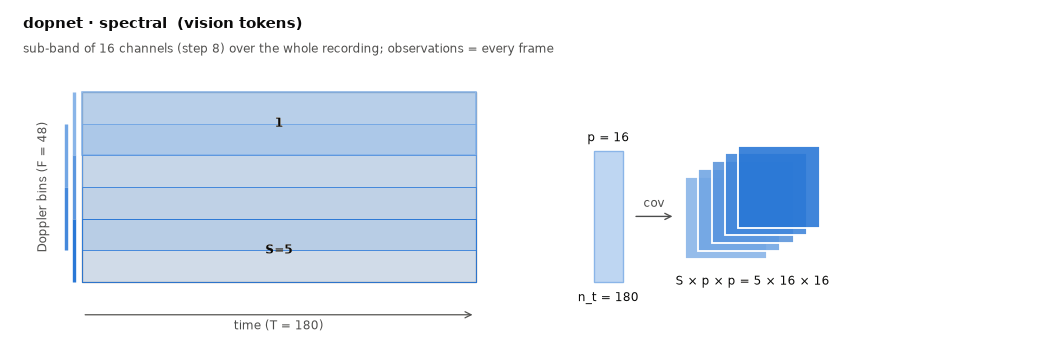 dopnet · spectral  (vision tokens)
sub-band of 16 channels (step 8) over the whole recording; observations = every frame
Doppler bins (F = 48)
1
S=5
time (T = 180)
p = 16
n_t = 180
cov
S × p × p = 5 × 16 × 16